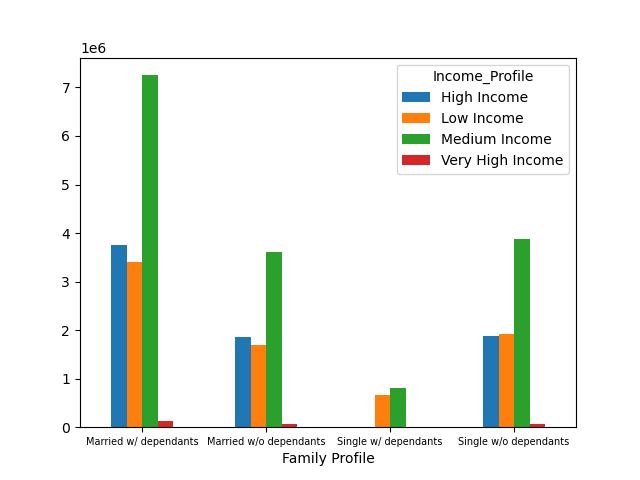 1e6
Income_Profile
High Income
Low Income
Medium Income
Very High Income
7
6
5
4
3
2
1
0
Married w/ dependants Married w/o dependants Single w/ dependants Single w/o dependants
Family Profile